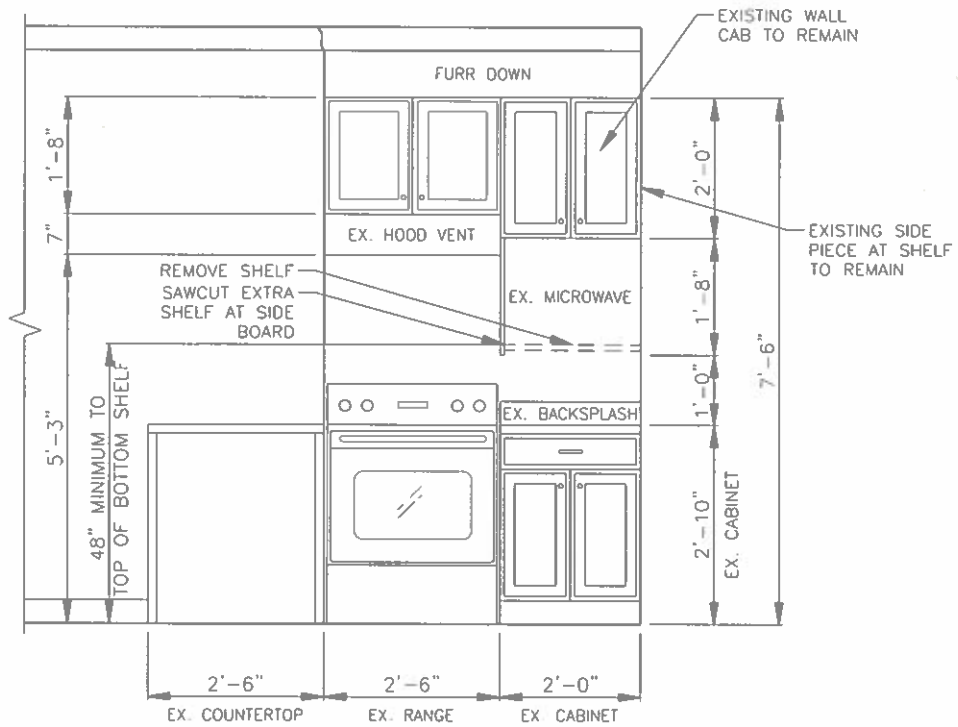 EXISTING WALL
CAB TO REMAIN
FURR DOWN
1'-8"
2'-0"
7"
EX. HOOD VENT
EXISTING SIDE
PIECE AT SHELF
TO REMAIN
REMOVE SHELF
SAWCUT EXTRA
SHELF AT SIDE
BOARD
EX. MICROWAVE
1'-8"
7'-6"
5'-3"
48" MINIMUM TO
TOP OF BOTTOM SHELF
1'-0"
EX. BACKSPLASH
2'-10"
EX. CABINET
2'-6"
2'-6"
2'-0"
EX. COUNTERTOP
EX. RANGE
EX. CABINET